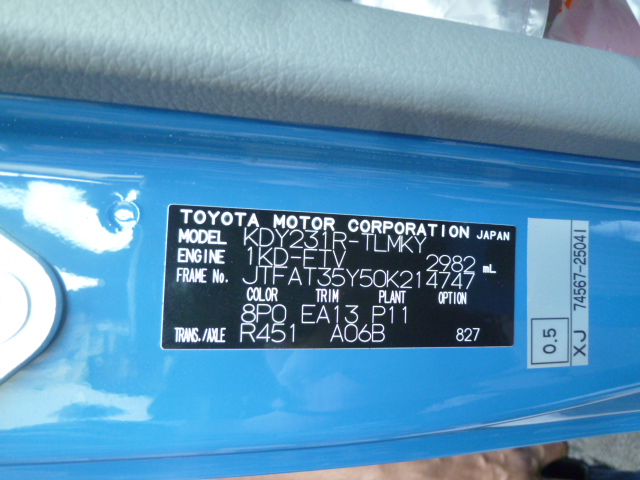 TOYOTA MOTOR CORPORATION JAPAN
MODEL KDY231R-TLMKY
ENGINE 1KD-FTV 2982 mL
FRAME No. JTFAT35Y50K214747
COLOR TRIM PLANT OPTION
8P0 EA13 P11
TRANS./AXLE R451 A06B 827
0.5
XJ 74567-25041